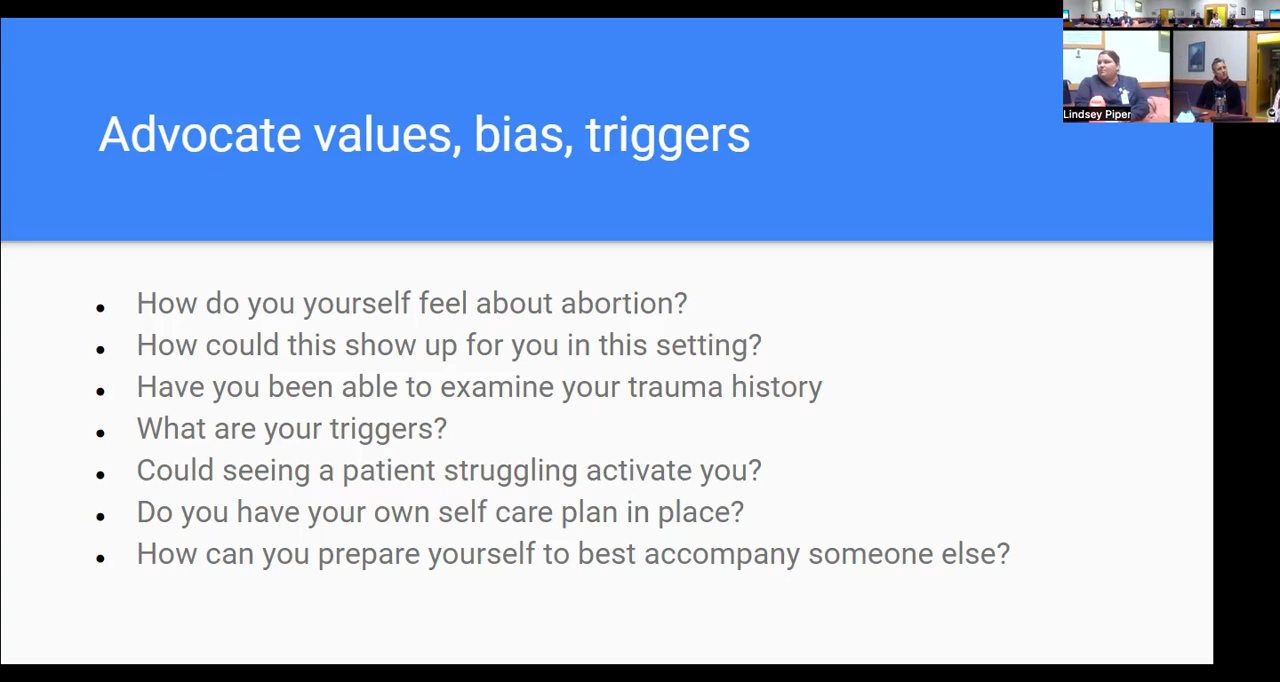 Advocate values, bias, triggers
Lindsey Piper
How do you yourself feel about abortion?
How could this show up for you in this setting?
Have you been able to examine your trauma history
What are your triggers?
Could seeing a patient struggling activate you?
Do you have your own self care plan in place?
How can you prepare yourself to best accompany someone else?